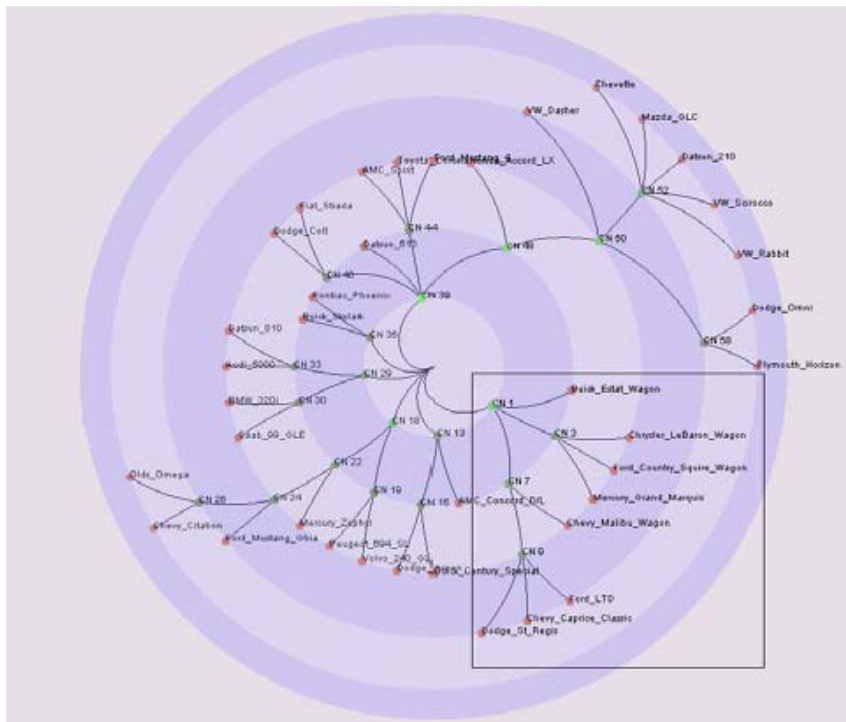 Chevette
VW_Dasher
Mazda_GLC
Datsun_210
AMC_Spirit
CN 52
VW_Scirocco
Fiat_Strada
Dodge_Colt
CN 44
CN 48
CN 50
Datsun_510
VW_Rabbit
CN 40
Pontiac_Phoenix
CN 39
Dodge_Omni
Buick_Skylark
Datsun_810
CN 36
CN 58
Audi_5000
CN 33
CN 29
Plymouth_Horizon
Buick_Estat_Wagon
BMW_320i
CN 30
CN 1
CN 18
CN 13
CN 3
Chrysler_LeBaron_Wagon
Saab_99_GLE
CN 22
Ford_Country_Squire_Wagon
Olds_Omega
CN 7
CN 19
CN 26
CN 24
CN 16
AMC_Concord_D/L
Mercury_Grand_Marquis
Chevy_Citation
Mercury_Zephyr
Chevy_Malibu_Wagon
Ford_Mustang_Ghia
Peugeot_694_SL
CN 9
Volvo_240_GL
Century_Special
Ford_LTD
Chevy_Caprice_Classic
Dodge_St_Regis